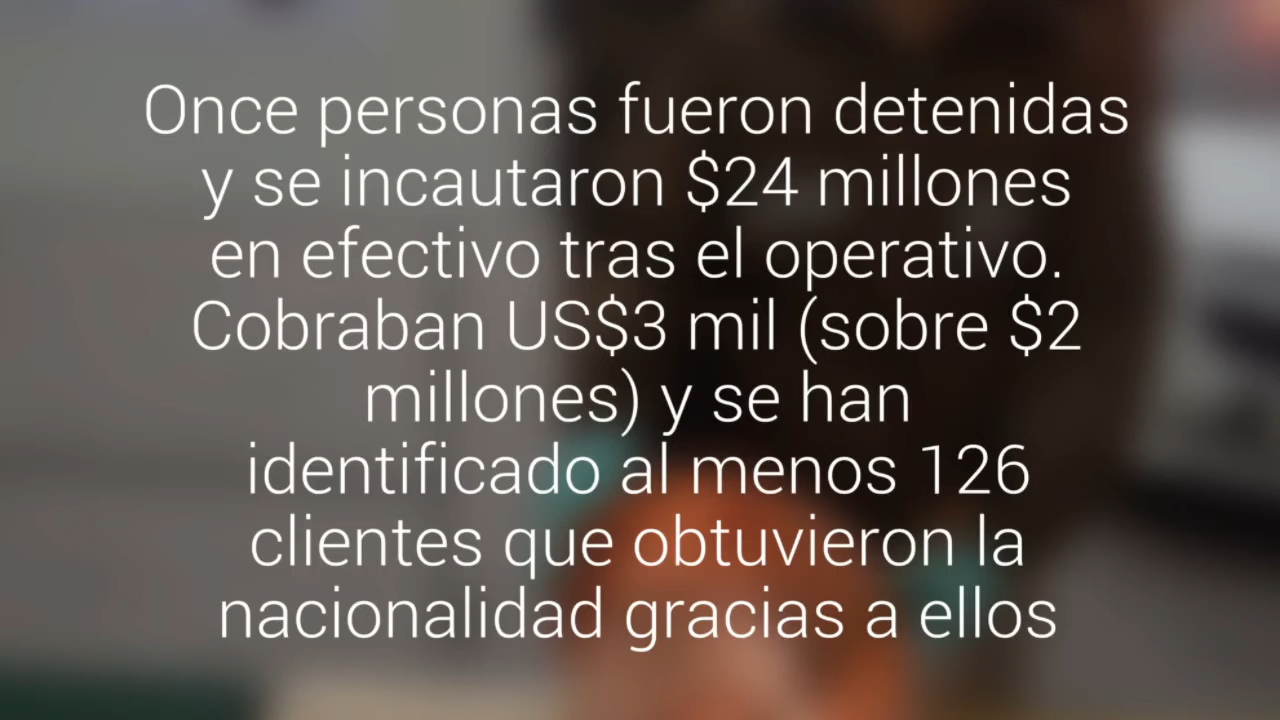 Once personas fueron detenidas
y se incautaron $24 millones
en efectivo tras el operativo.
Cobraban US$3 mil (sobre $2
millones) y se han
identificado al menos 126
clientes que obtuvieron la
nacionalidad gracias a ellos